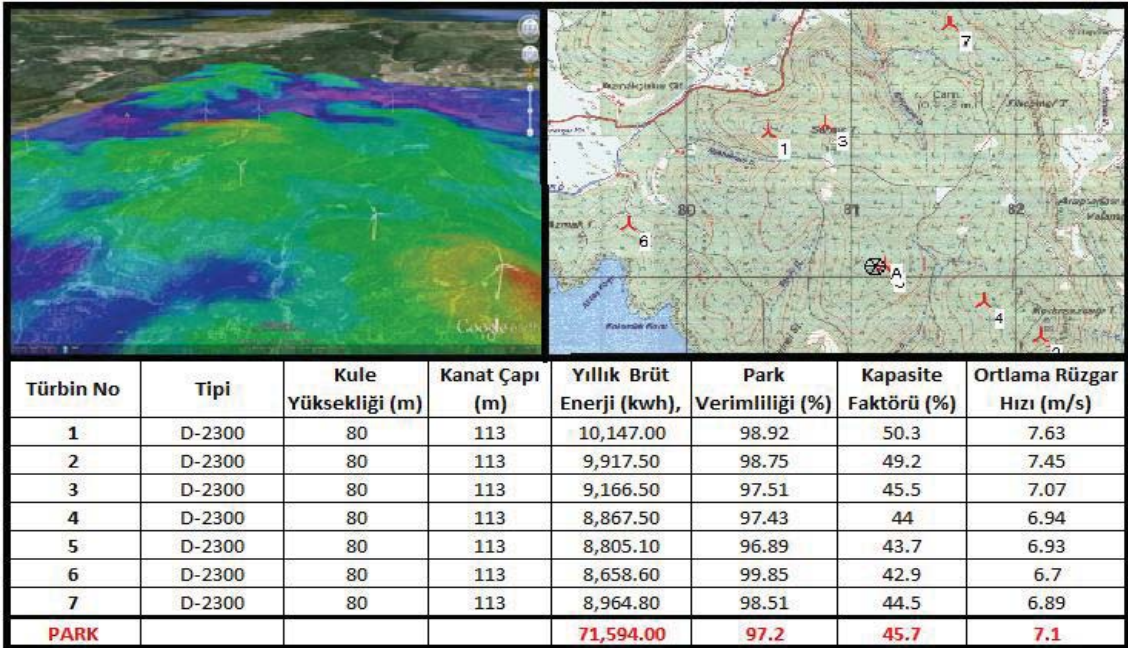 Google
7
1
3
80
81
82
6
A
4
Türbin No Tipi Kule Yüksekliği (m) Kanat Çapı (m) Yıllık Brüt Enerji (kwh), Park Verimliliği (%) Kapasite Faktörü (%) Ortlama Rüzgar Hızı (m/s)
1 D-2300 80 113 10,147.00 98.92 50.3 7.63
2 D-2300 80 113 9,917.50 98.75 49.2 7.45
3 D-2300 80 113 9,166.50 97.51 45.5 7.07
4 D-2300 80 113 8,867.50 97.43 44 6.94
5 D-2300 80 113 8,805.10 96.89 43.7 6.93
6 D-2300 80 113 8,658.60 99.85 42.9 6.7
7 D-2300 80 113 8,964.80 98.51 44.5 6.89
PARK 71,594.00 97.2 45.7 7.1